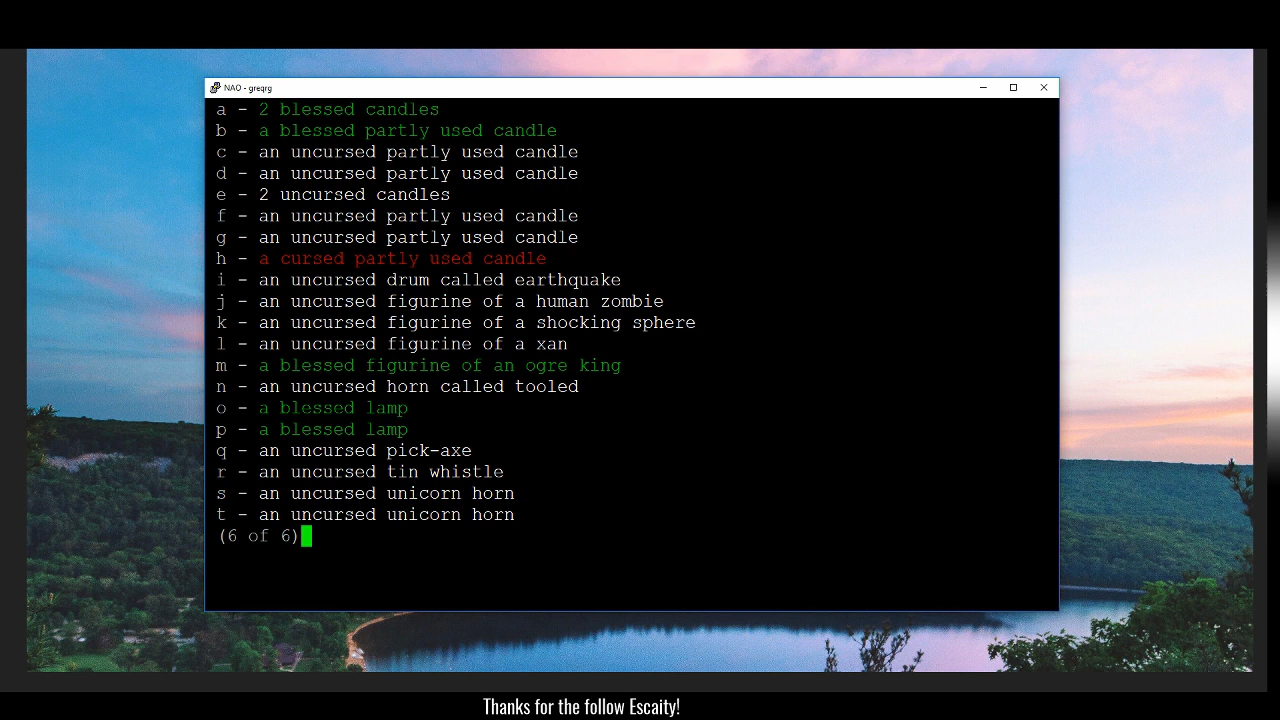 NAO - greqrg
a - 2 blessed candles
b - a blessed partly used candle
c - an uncursed partly used candle
d - an uncursed partly used candle
e - 2 uncursed candles
f - an uncursed partly used candle
g - an uncursed partly used candle
h - a cursed partly used candle
i - an uncursed drum called earthquake
j - an uncursed figurine of a human zombie
k - an uncursed figurine of a shocking sphere
l - an uncursed figurine of a xan
m - a blessed figurine of an ogre king
n - an uncursed horn called tooled
o - a blessed lamp
p - a blessed lamp
q - an uncursed pick-axe
r - an uncursed tin whistle
s - an uncursed unicorn horn
t - an uncursed unicorn horn
(6 of 6)
Thanks for the follow Escaity!